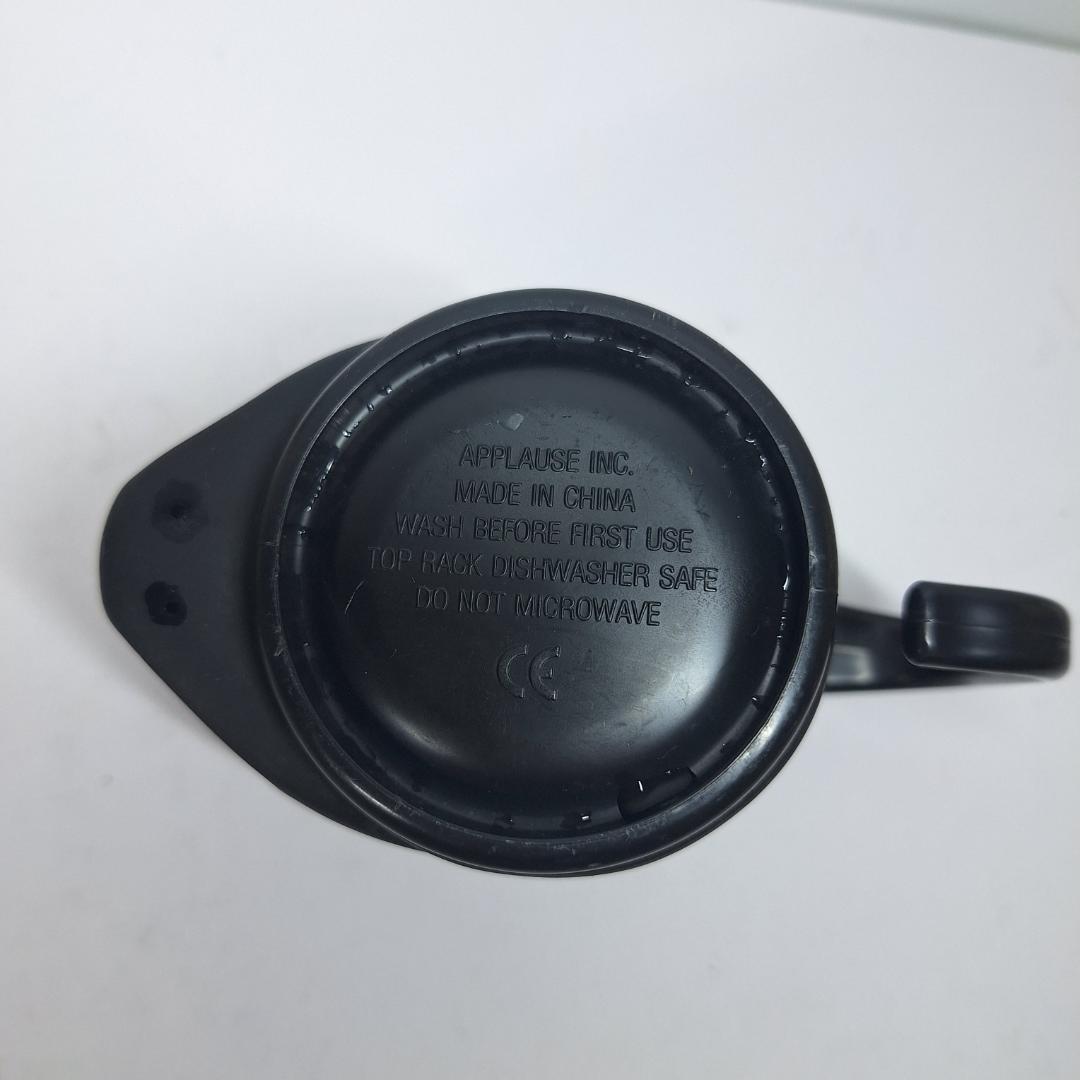 APPLAUSE INC.
MADE IN CHINA
WASH BEFORE FIRST USE
TOP RACK DISHWASHER SAFE
DO NOT MICROWAVE
CE